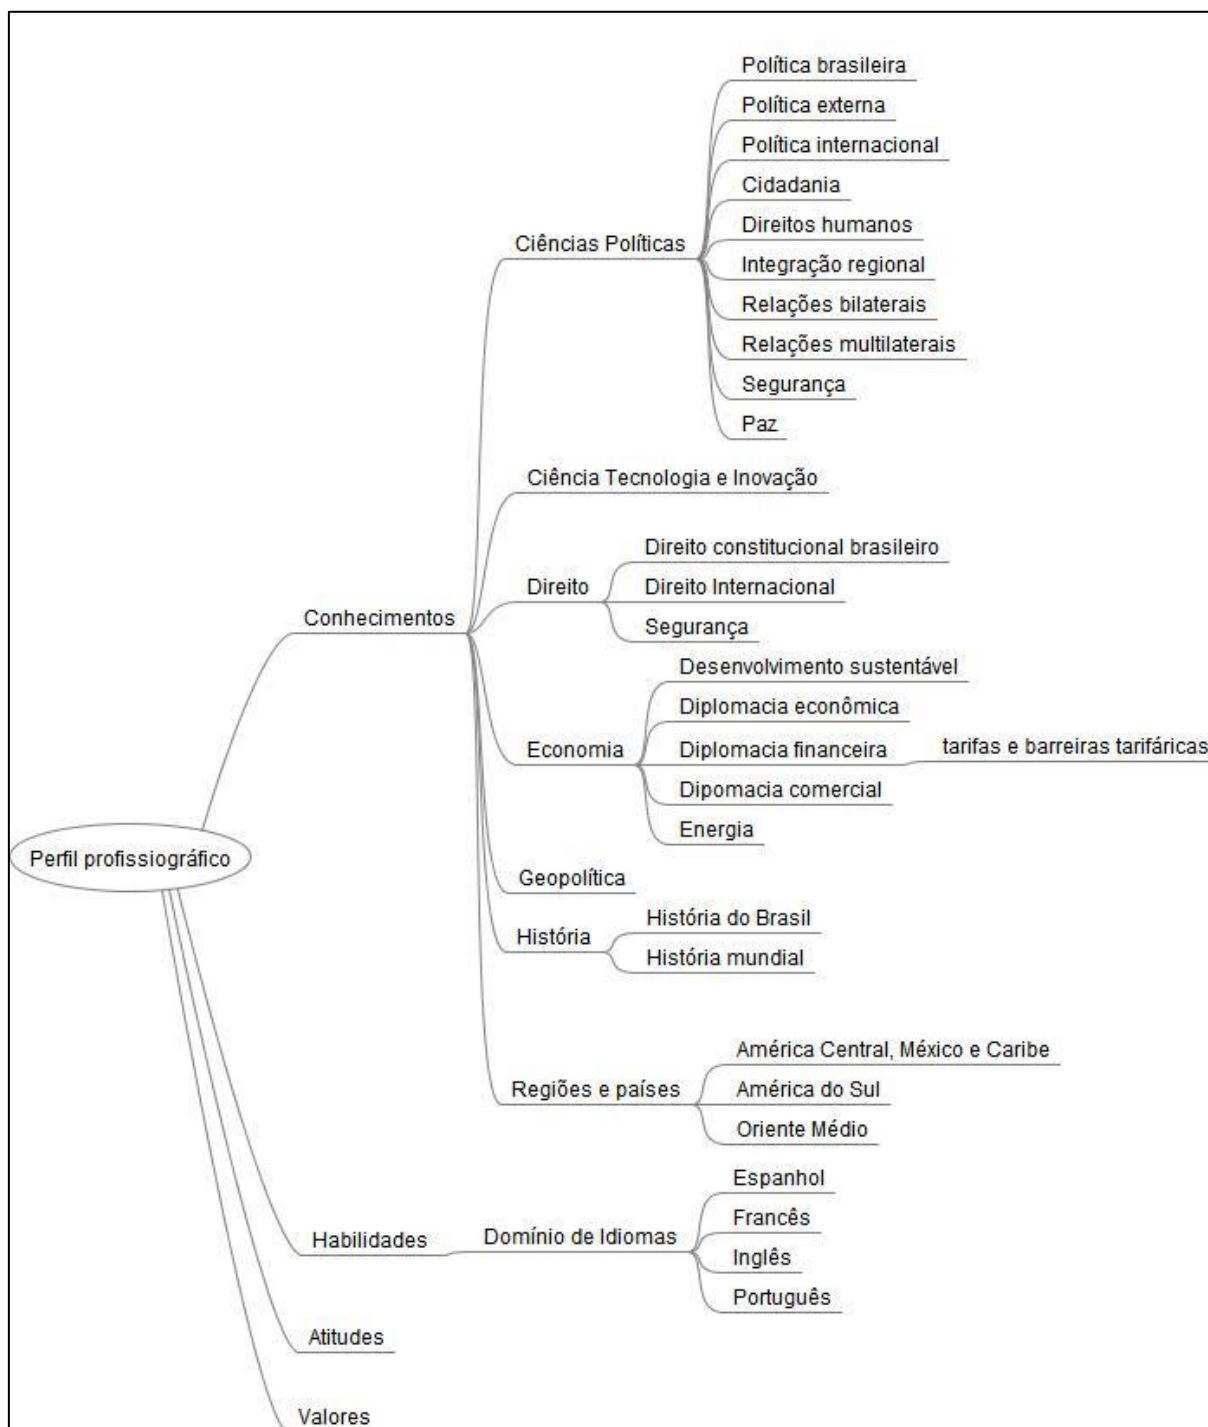 Política brasileira
Política externa
Política internacional
Cidadania
Ciências Políticas
Direitos humanos
Integração regional
Relações bilaterais
Relações multilaterais
Segurança
Paz
Ciência Tecnologia e Inovação
Direito constitucional brasileiro
Direito
Direito Internacional
Segurança
Conhecimentos
Desenvolvimento sustentável
Diplomacia econômica
Economia
Diplomacia financeira
tarifas e barreiras tarifáricas
Dipomacia comercial
Energia
Perfil profissiográfico
Geopolítica
História do Brasil
História
História mundial
América Central, México e Caribe
Regiões e países
América do Sul
Oriente Médio
Espanhol
Francês
Habilidades
Domínio de Idiomas
Inglês
Português
Atitudes
Valores